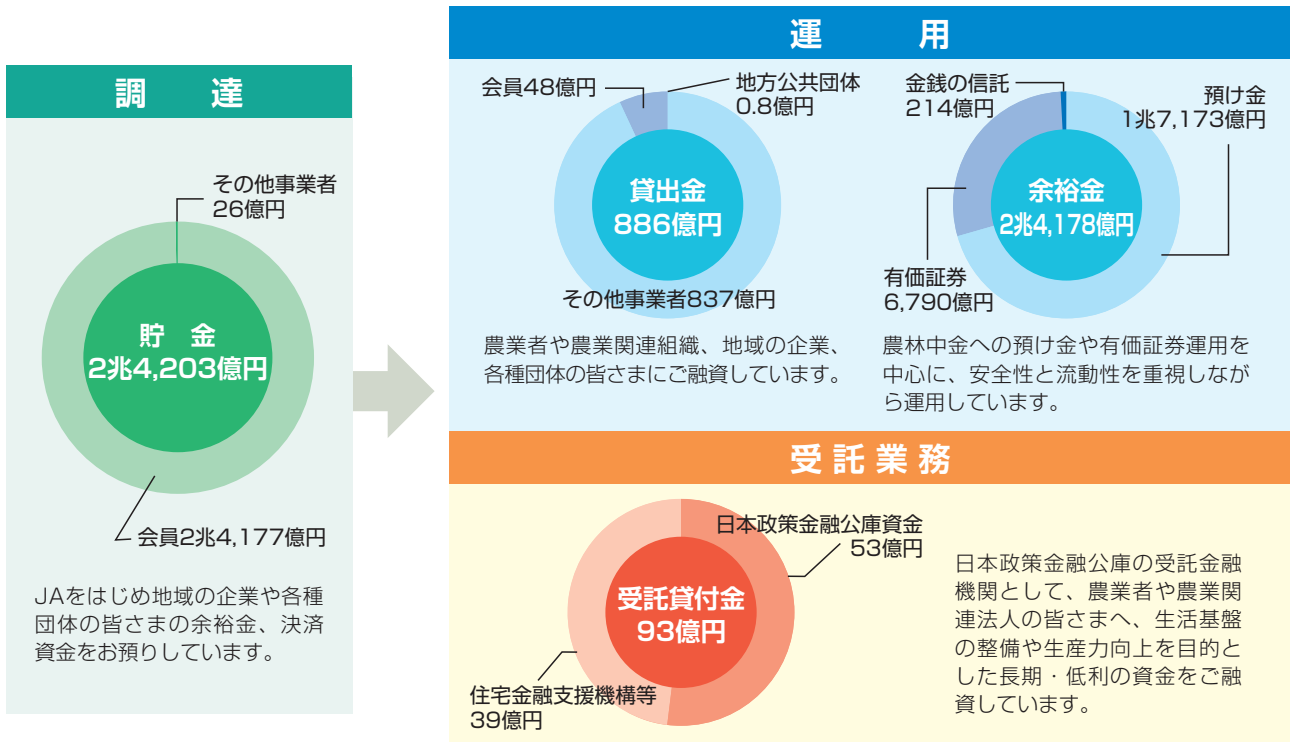 調 達
その他事業者
26億円
貯 金
2兆4,203億円
会員2兆4,177億円
JAをはじめ地域の企業や各種
団体の皆さまの余裕金、決済
資金をお預りしています。
運 用
会員48億円
地方公共団体
0.8億円
貸出金
886億円
その他事業者837億円
農業者や農業関連組織、地域の企業、
各種団体の皆さまにご融資しています。
金銭の信託
214億円
預け金
1兆7,173億円
余裕金
2兆4,178億円
有価証券
6,790億円
農林中金への預け金や有価証券運用を
中心に、安全性と流動性を重視しなが
ら運用しています。
受託業務
日本政策金融公庫資金
53億円
受託貸付金
93億円
住宅金融支援機構等
39億円
日本政策金融公庫の受託金融
機関として、農業者や農業関
連法人の皆さまへ、生活基盤
の整備や生産力向上を目的と
した長期・低利の資金をご融
資しています。